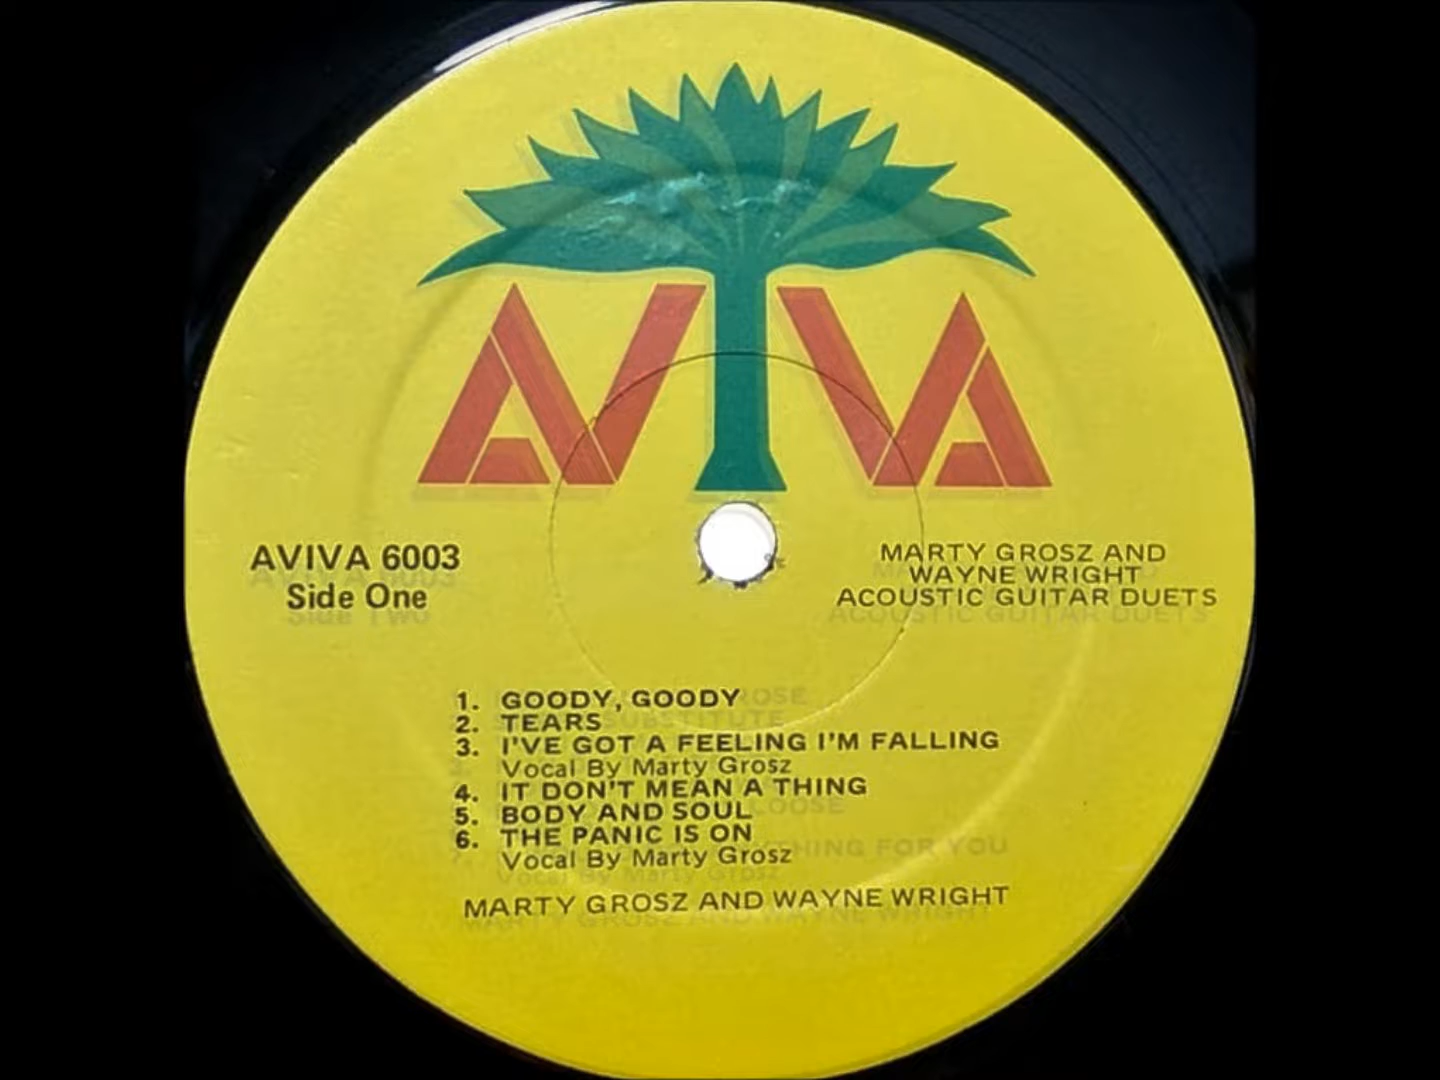 AVIVA
AVIVA 6003
Side One
MARTY GROSZ AND
WAYNE WRIGHT
ACOUSTIC GUITAR DUETS
1. GOODY, GOODY
2. TEARS
3. I'VE GOT A FEELING I'M FALLING
Vocal By Marty Grosz
4. IT DON'T MEAN A THING
5. BODY AND SOUL
6. THE PANIC IS ON
Vocal By Marty Grosz
MARTY GROSZ AND WAYNE WRIGHT